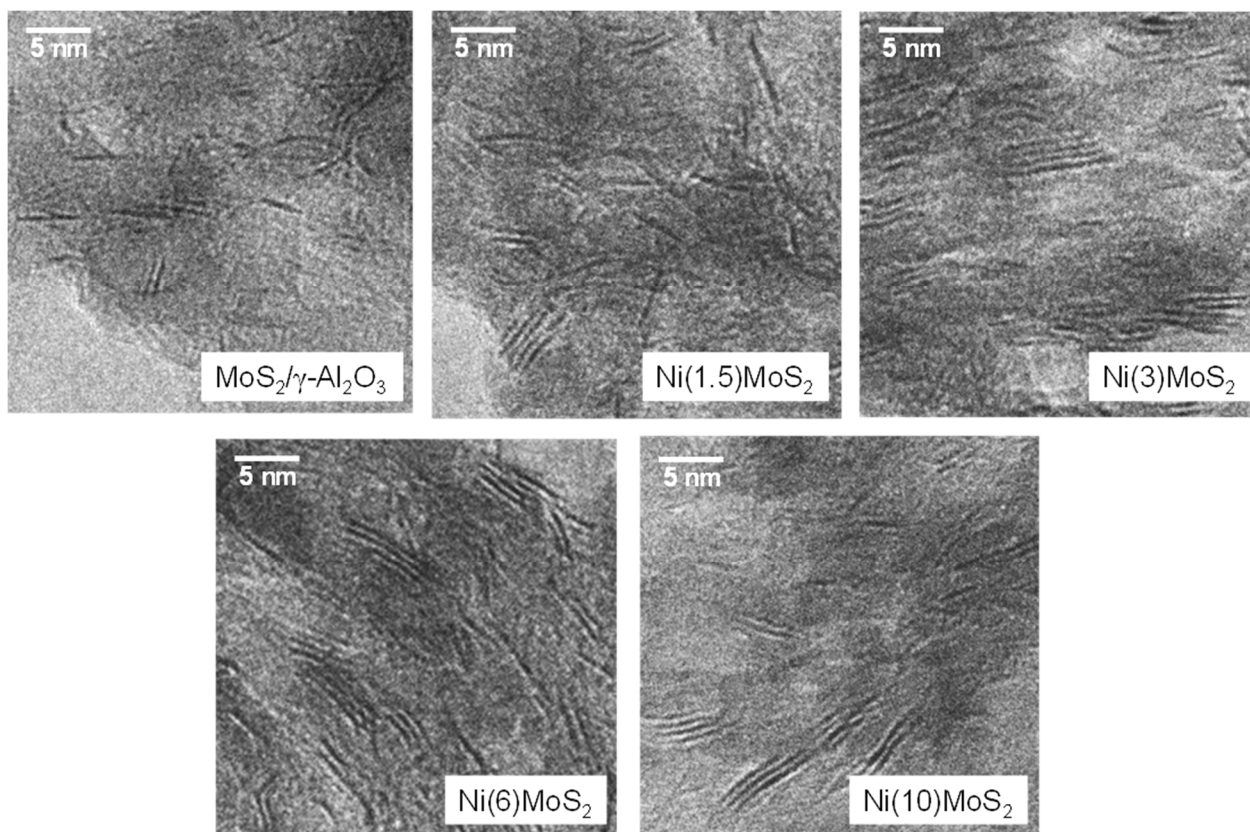 5 nm
MoS₂/γ-Al₂O₃
5 nm
Ni(1.5)MoS₂
5 nm
Ni(3)MoS₂
5 nm
Ni(6)MoS₂
5 nm
Ni(10)MoS₂